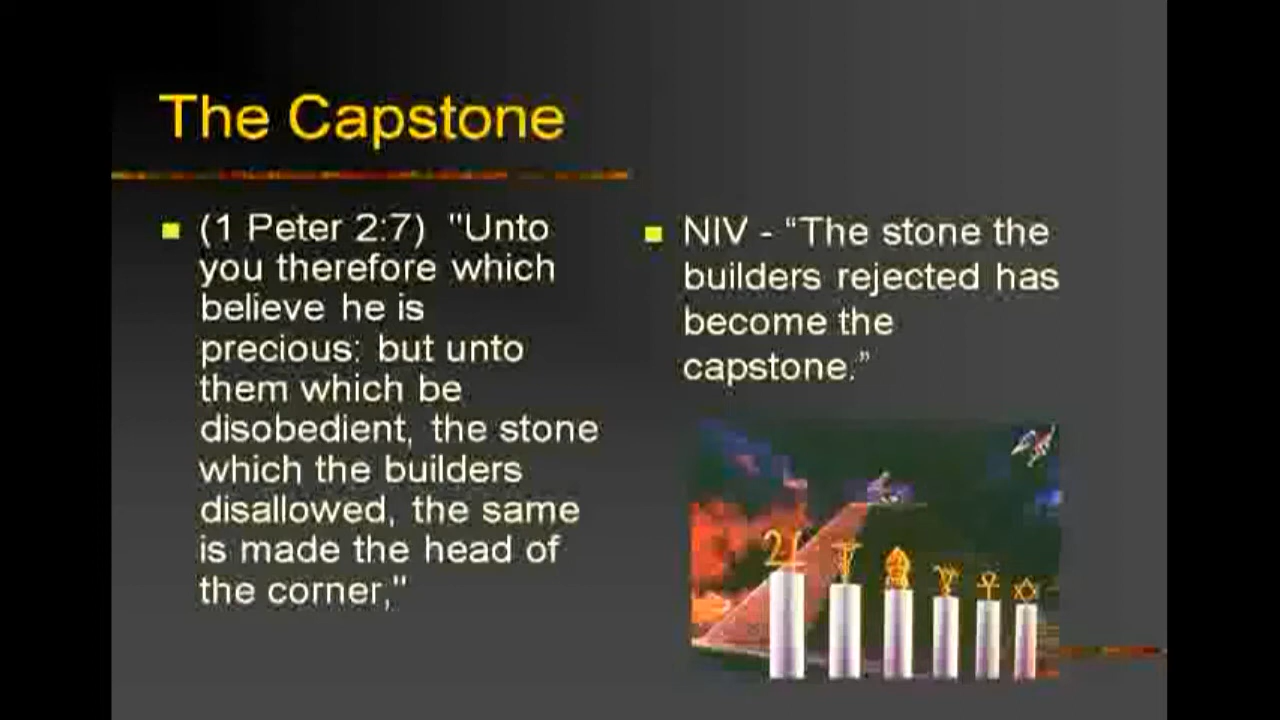 The Capstone
(1 Peter 2:7) "Unto
you therefore which
believe he is
precious: but unto
them which be
disobedient, the stone
which the builders
disallowed, the same
is made the head of
the corner,"
NIV - “The stone the
builders rejected has
become the
capstone.”